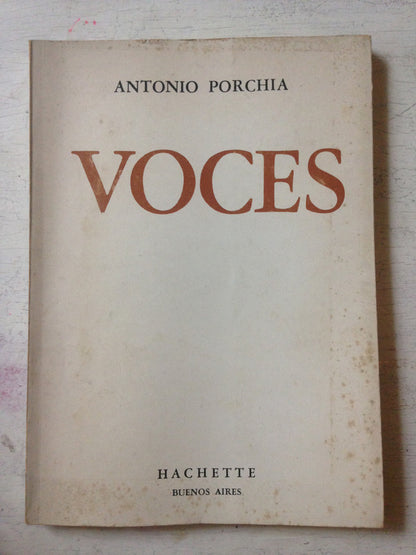 ANTONIO PORCHIA
VOCES
HACHETTE
BUENOS AIRES